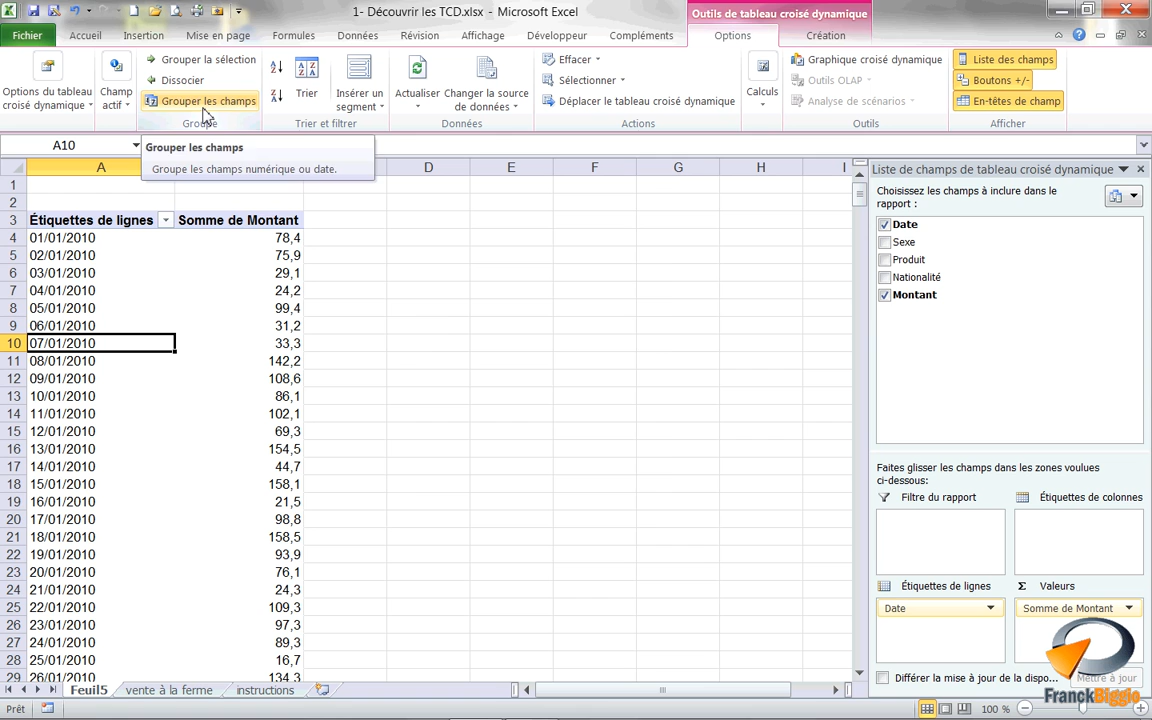 1- Découvrir les TCD.xlsx - Microsoft Excel
Outils de tableau croisé dynamique
Fichier Accueil Insertion Mise en page Formules Données Révision Affichage Développeur Compléments Options Création
Options du tableau croisé dynamique
Champ actif
Grouper la sélection
Dissocier
Grouper les champs
Groupe
Trier
Insérer un segment
Trier et filtrer
Actualiser
Changer la source de données
Données
Effacer
Sélectionner
Déplacer le tableau croisé dynamique
Actions
Calculs
Graphique croisé dynamique
Outils OLAP
Analyse de scénarios
Outils
Liste des champs
Boutons +/-
En-têtes de champ
Afficher
A10
Grouper les champs
Groupe les champs numérique ou date.
A D E F G H I
1
2
3 Étiquettes de lignes Somme de Montant
4 01/01/2010 78,4
5 02/01/2010 75,9
6 03/01/2010 29,1
7 04/01/2010 24,2
8 05/01/2010 99,4
9 06/01/2010 31,2
10 07/01/2010 33,3
11 08/01/2010 142,2
12 09/01/2010 108,6
13 10/01/2010 86,1
14 11/01/2010 102,1
15 12/01/2010 69,3
16 13/01/2010 154,5
17 14/01/2010 44,7
18 15/01/2010 158,1
19 16/01/2010 21,5
20 17/01/2010 98,8
21 18/01/2010 158,5
22 19/01/2010 93,9
23 20/01/2010 76,1
24 21/01/2010 24,3
25 22/01/2010 109,3
26 23/01/2010 97,3
27 24/01/2010 89,3
28 25/01/2010 16,7
29 26/01/2010 134,3
Feuil5 vente à la ferme instructions
Prêt
100 %
Liste de champs de tableau croisé dynamique
Choisissez les champs à inclure dans le
rapport :
Date
Sexe
Produit
Nationalité
Montant
Faites glisser les champs dans les zones voulues
ci-dessous:
Filtre du rapport Étiquettes de colonnes
Étiquettes de lignes Σ Valeurs
Date Somme de Montant
Différer la mise à jour de la dispo... Mettre à jour
FranckBiggio